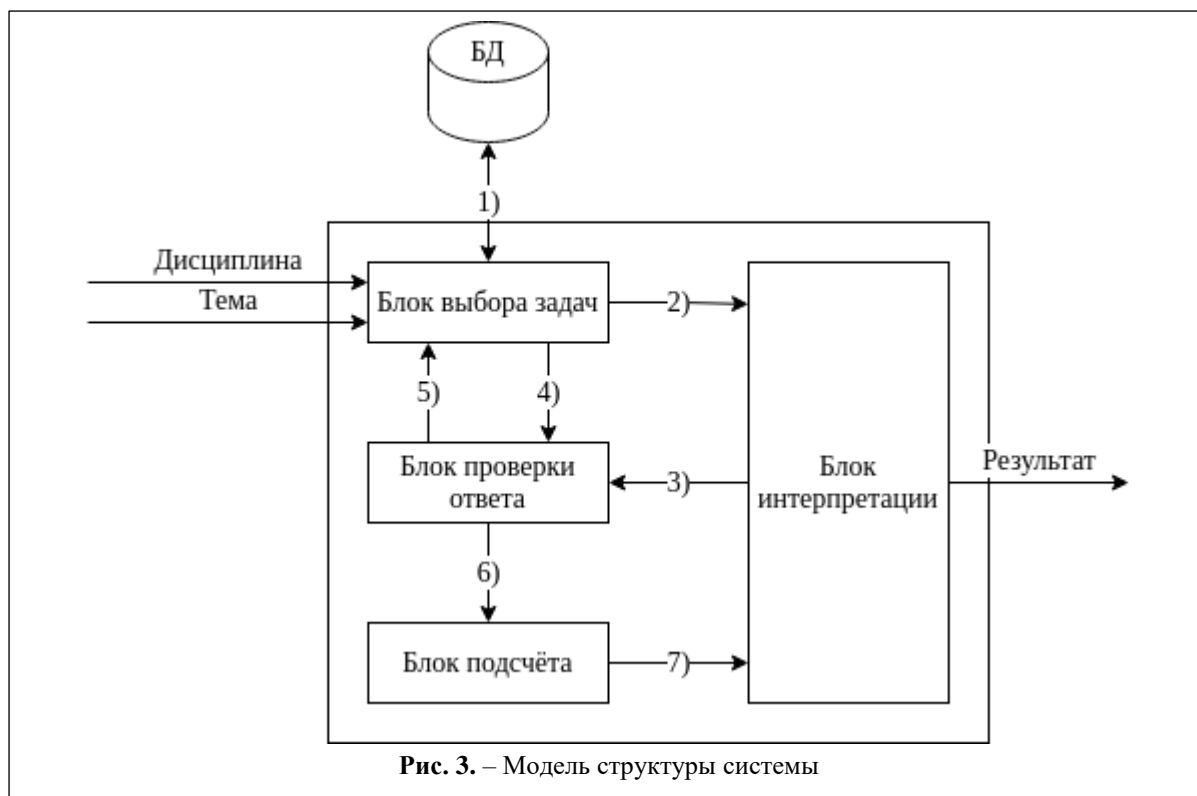 БД
1)
Дисциплина
Тема
Блок выбора задач
2)
5)
4)
Блок проверки
ответа
3)
Блок
интерпретации
Результат
6)
Блок подсчёта
7)
Рис. 3. – Модель структуры системы